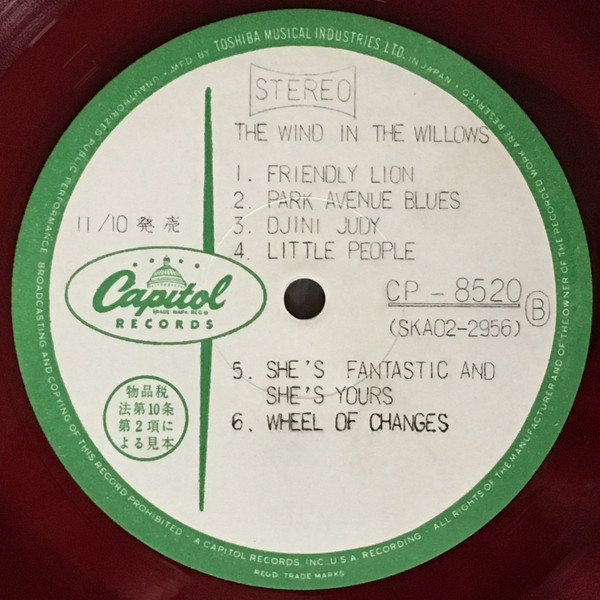 MF'D. BY TOSHIBA MUSICAL INDUSTRIES, LTD. IN JAPAN · ALL RIGHTS OF THE MANUFACTURER AND OF THE OWNER OF THE RECORDED WORK ARE RESERVED
UNAUTHORIZED PUBLIC PERFORMANCE BROADCASTING AND COPYING OF THIS RECORD PROHIBITED ·
STEREO
THE WIND IN THE WILLOWS
1. FRIENDLY LION
2. PARK AVENUE BLUES
3. DJINI JUDY
4. LITTLE PEOPLE
11/10 発売
Capitol
TRADE MARK REG'D
RECORDS
CP-8520 B
(SKAO2-2956)
5. SHE'S FANTASTIC AND
SHE'S YOURS
6. WHEEL OF CHANGES
物品税
法第10条
第2項に
よる見本
A CAPITOL RECORDS, INC., U.S.A. RECORDING ·
REGD. TRADE MARKS